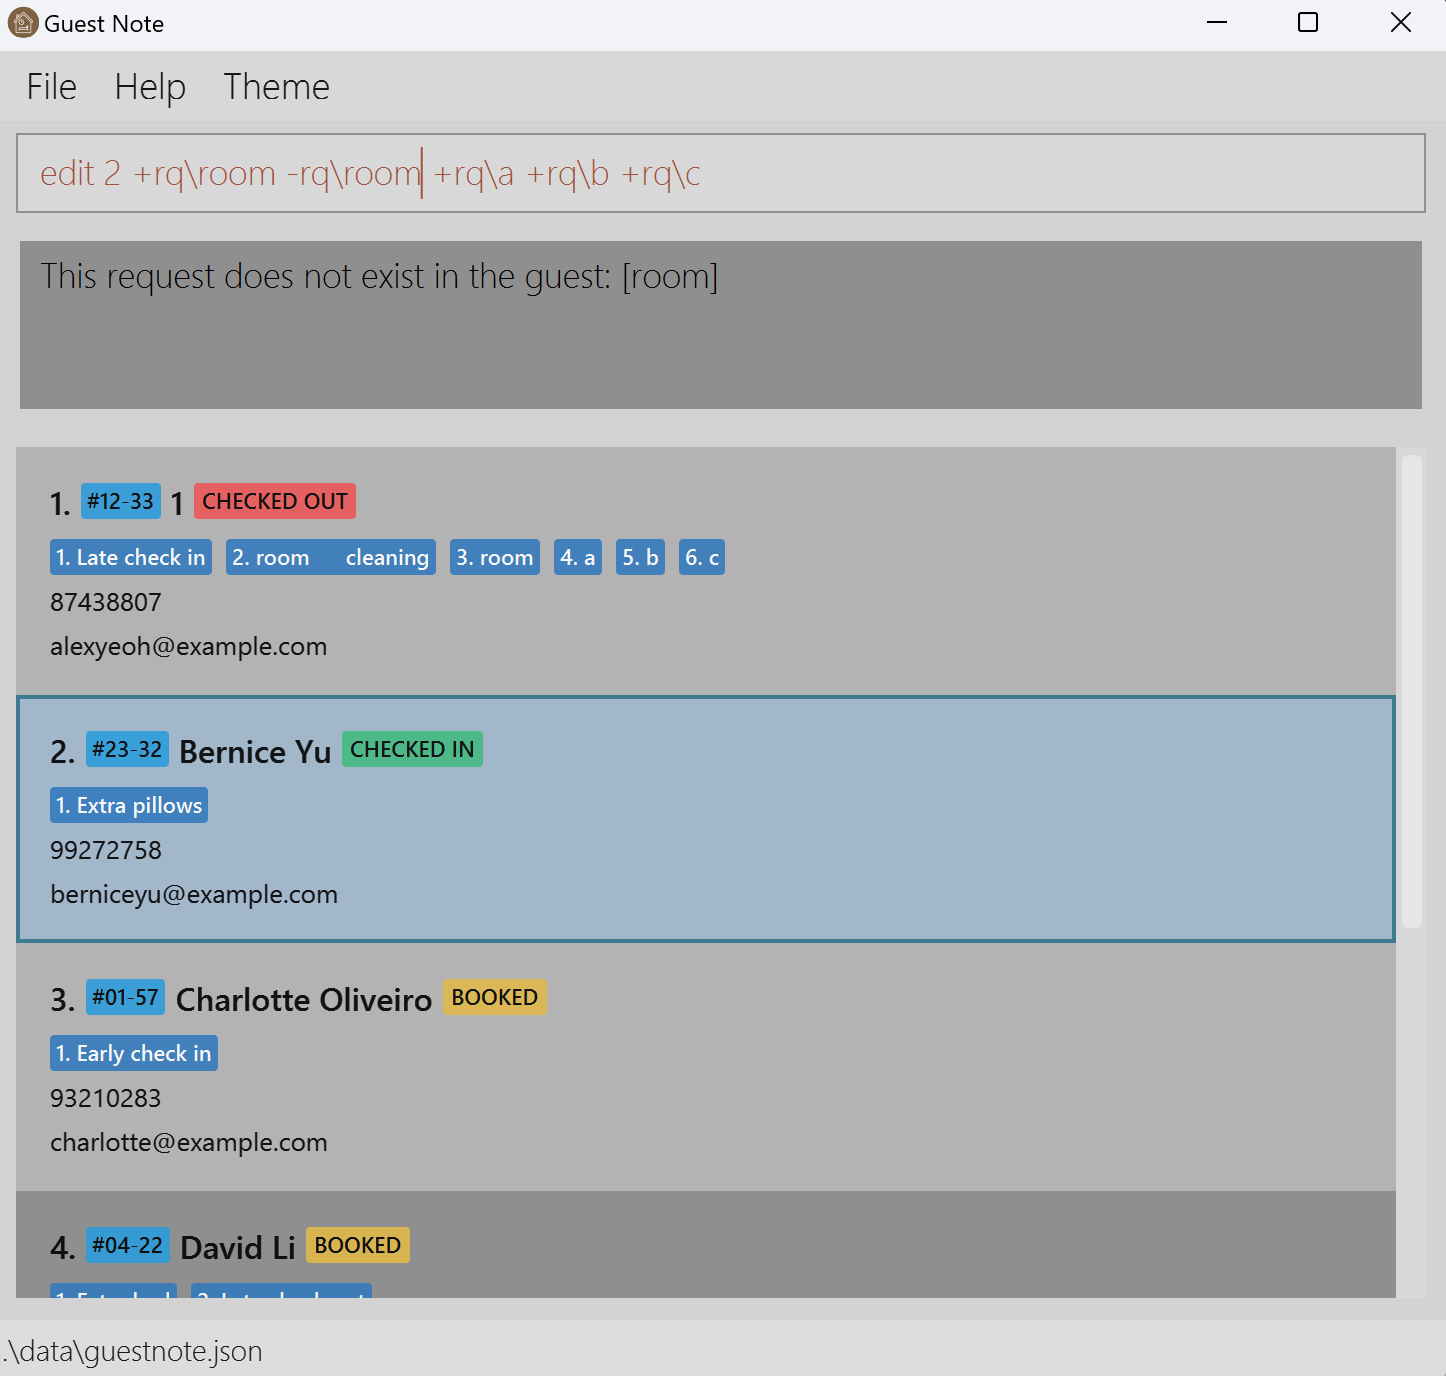 Guest Note
File Help Theme
edit 2 +rq\room -rq\room +rq\a +rq\b +rq\c
This request does not exist in the guest: [room]
1. #12-33 1 CHECKED OUT
1. Late check in 2. room cleaning 3. room 4. a 5. b 6. c
87438807
alexyeoh@example.com
2. #23-32 Bernice Yu CHECKED IN
1. Extra pillows
99272758
berniceyu@example.com
3. #01-57 Charlotte Oliveiro BOOKED
1. Early check in
93210283
charlotte@example.com
4. #04-22 David Li BOOKED
.\data\guestnote.json